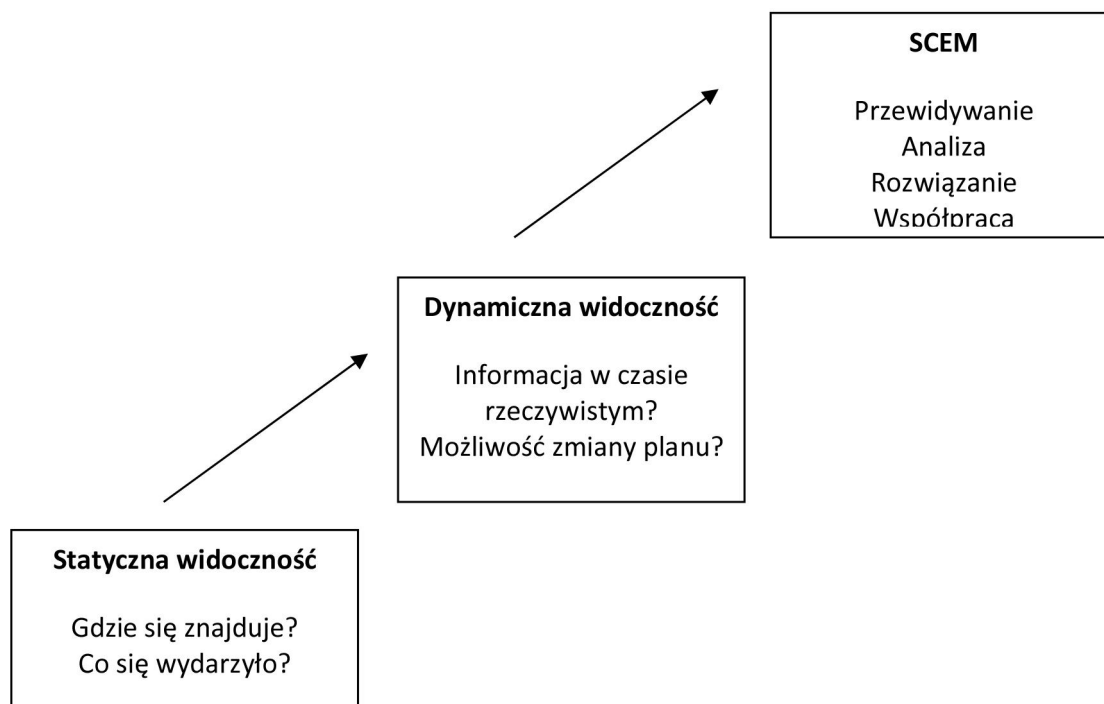 SCEM
Przewidywanie
Analiza
Rozwiązanie
Współpraca
Dynamiczna widoczność
Informacja w czasie
rzeczywistym?
Możliwość zmiany planu?
Statyczna widoczność
Gdzie się znajduje?
Co się wydarzyło?